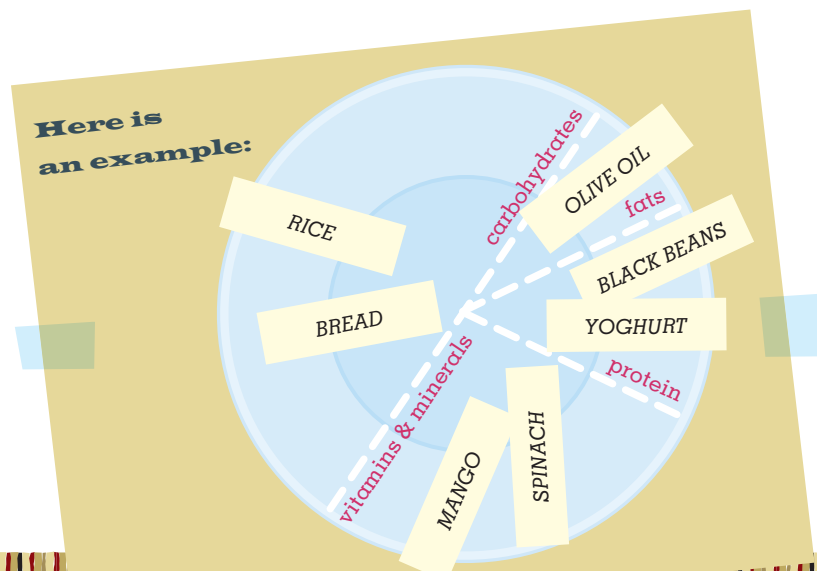 Here is
an example:
carbohydrates
OLIVE OIL
fats
RICE
BLACK BEANS
BREAD
YOGHURT
vitamins & minerals
protein
MANGO
SPINACH